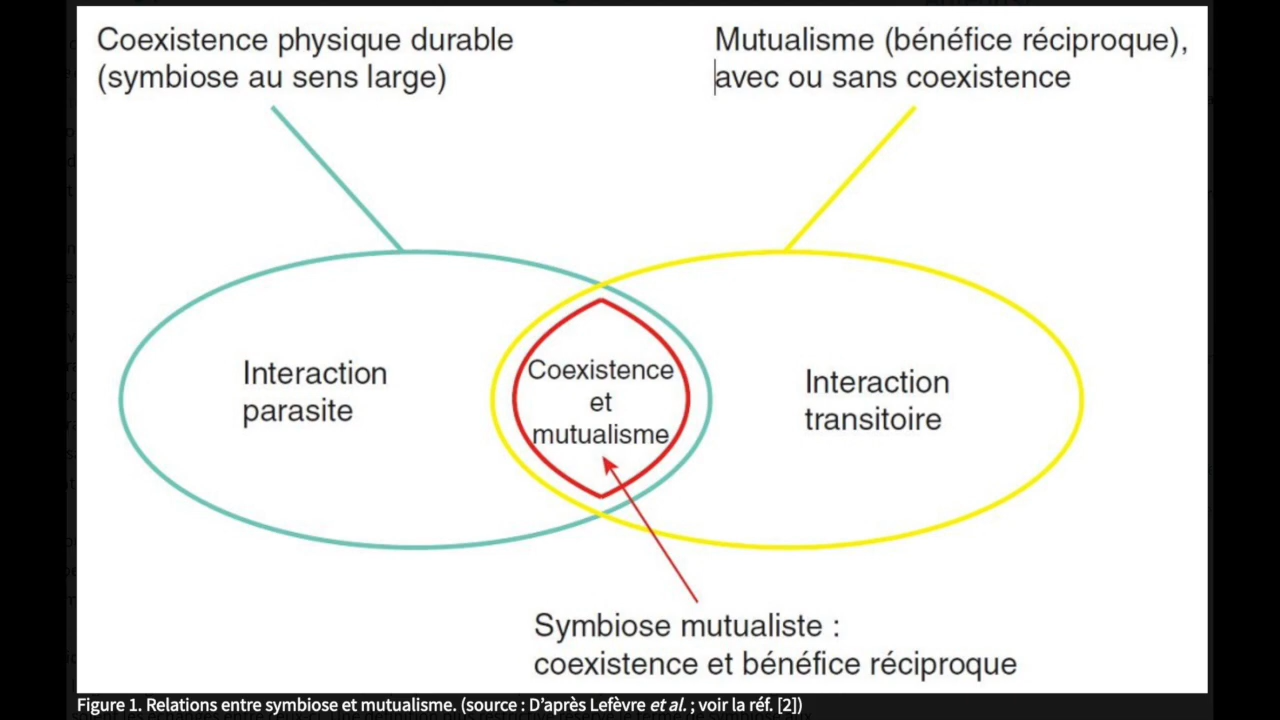 Coexistence physique durable
(symbiose au sens large)
Mutualisme (bénéfice réciproque),
avec ou sans coexistence
Interaction
parasite
Coexistence
et
mutualisme
Interaction
transitoire
Symbiose mutualiste :
coexistence et bénéfice réciproque
Figure 1. Relations entre symbiose et mutualisme. (source : D’après Lefèvre et al. ; voir la réf. [2])